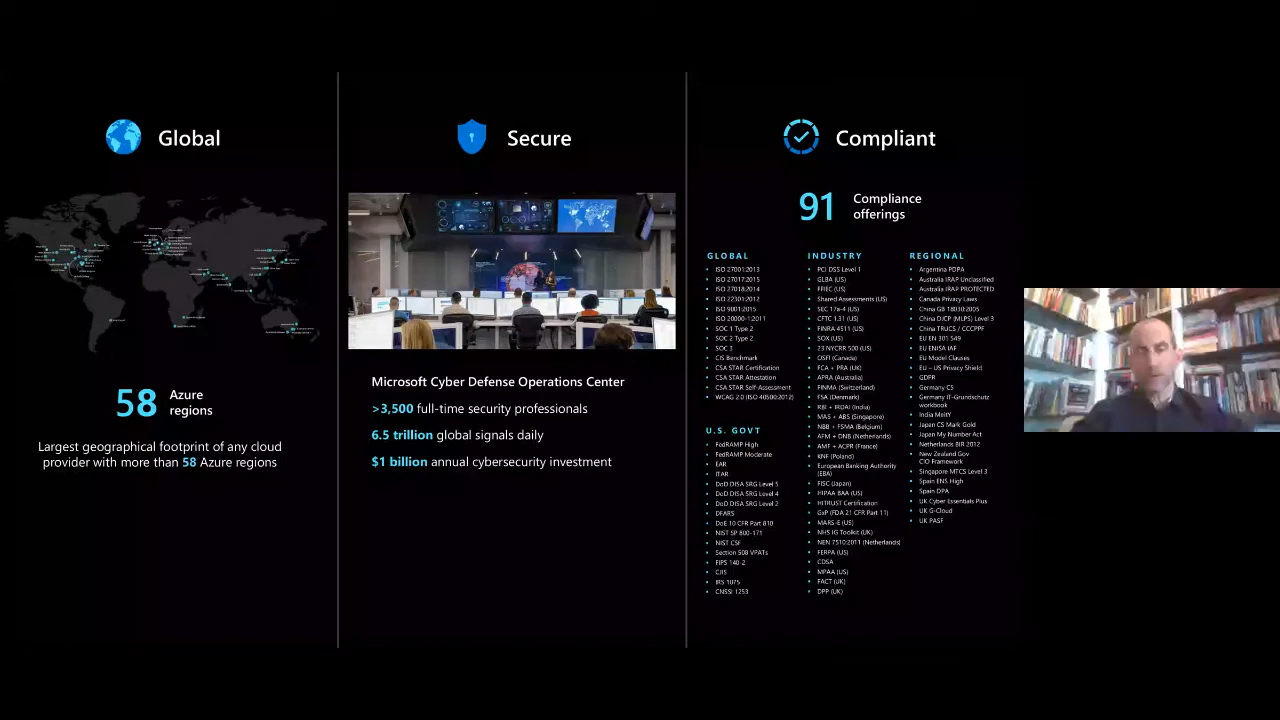 Global
58
Azure
regions
Largest geographical footprint of any cloud
provider with more than 58 Azure regions
Secure
Microsoft Cyber Defense Operations Center
>3,500 full-time security professionals
6.5 trillion global signals daily
$1 billion annual cybersecurity investment
Compliant
91
Compliance
offerings
GLOBAL
ISO 27001:2013
ISO 27017:2015
ISO 27018:2014
ISO 22301:2012
ISO 9001:2015
ISO 20000-1:2011
SOC 1 Type 2
SOC 2 Type 2
SOC 3
CIS Benchmark
CSA STAR Certification
CSA STAR Attestation
CSA STAR Self-Assessment
WCAG 2.0 (ISO 40500:2012)
U.S. GOVT
FedRAMP High
FedRAMP Moderate
EAR
ITAR
DoD DISA SRG Level 5
DoD DISA SRG Level 4
DoD DISA SRG Level 2
DFARS
DoE 10 CFR Part 810
NIST SP 800-171
NIST CSF
Section 508 VPATs
FIPS 140-2
CJIS
IRS 1075
CNSSI 1253
INDUSTRY
PCI DSS Level 1
GLBA (US)
FFIEC (US)
Shared Assessments (US)
SEC 17a-4 (US)
CFTC 1.31 (US)
FINRA 4511 (US)
SOX (US)
23 NYCRR 500 (US)
OSFI (Canada)
FCA + PRA (UK)
APRA (Australia)
FINMA (Switzerland)
FSA (Denmark)
RBI + IRDAI (India)
MAS + ABS (Singapore)
NBB + FSMA (Belgium)
AFM + DNB (Netherlands)
AMF + ACPR (France)
KNF (Poland)
European Banking Authority
(EBA)
FISC (Japan)
HIPAA BAA (US)
HITRUST Certification
GxP (FDA 21 CFR Part 11)
MARS-E (US)
NHS IG Toolkit (UK)
NEN 7510:2011 (Netherlands)
FERPA (US)
CDSA
MPAA (US)
FACT (UK)
DPP (UK)
REGIONAL
Argentina PDPA
Australia IRAP Unclassified
Australia IRAP PROTECTED
Canada Privacy Laws
China GB 18030:2005
China DJCP (MLPS) Level 3
China TRUCS / CCCPPF
EU EN 301 549
EU ENISA IAF
EU Model Clauses
EU – US Privacy Shield
GDPR
Germany C5
Germany IT-Grundschutz
workbook
India MeitY
Japan CS Mark Gold
Japan My Number Act
Netherlands BIR 2012
New Zealand Gov
CIO Framework
Singapore MTCS Level 3
Spain ENS High
Spain DPA
UK Cyber Essentials Plus
UK G-Cloud
UK PASF